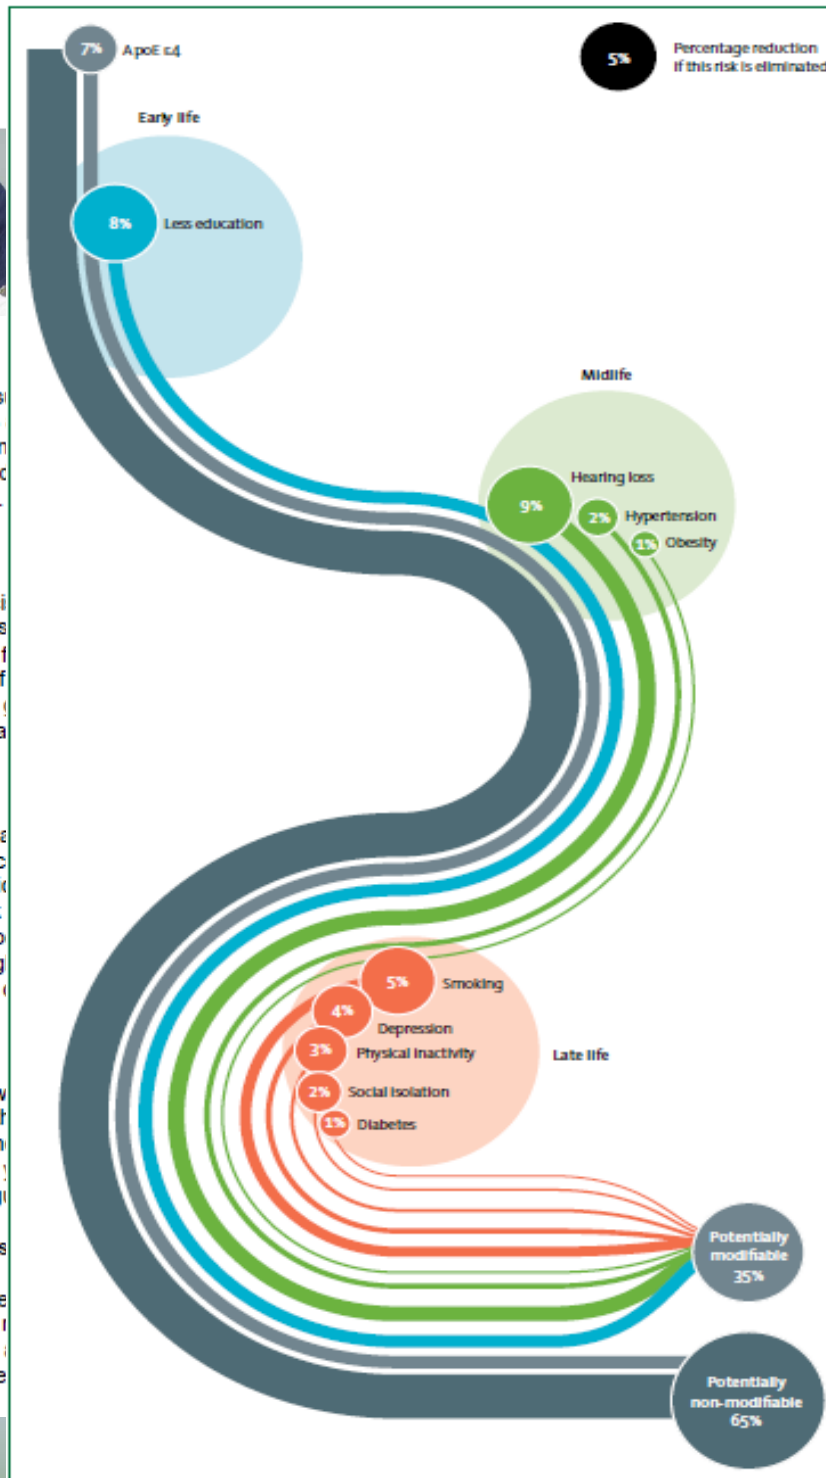 7% ApoE ε4
5%
Percentage reduction
if this risk is eliminated
Early life
8% Less education
Midlife
9% Hearing loss
2% Hypertension
1% Obesity
5% Smoking
4% Depression
3% Physical inactivity
2% Social isolation
1% Diabetes
Late life
Potentially
modifiable
35%
Potentially
non-modifiable
65%